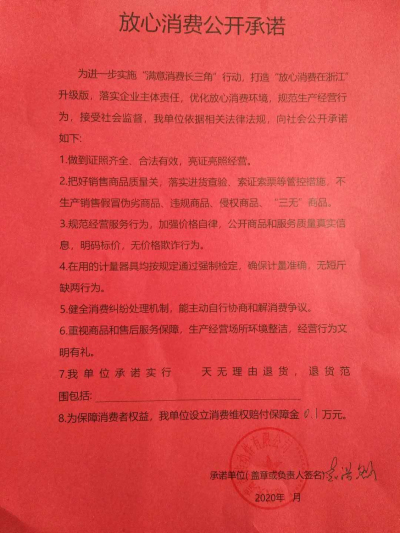 放心消费公开承诺
为进一步实施“满意消费长三角”行动，打造“放心消费在浙江”
升级版，落实企业主体责任，优化放心消费环境，规范生产经营行
为，接受社会监督，我单位依据相关法律法规，向社会公开承诺
如下：
1.做到证照齐全，合法有效，亮证亮照经营。
2.把好销售商品质量关，落实进货查验、索证索票等管控措施，不
生产销售假冒伪劣商品、违规商品、侵权商品、“三无”商品。
3.规范经营服务行为，加强价格自律，公开商品和服务质量真实信
息，明码标价，无价格欺诈行为。
4.在用的计量器具均按规定通过强制检定，确保计量准确，无短斤
缺两行为。
5.健全消费纠纷处理机制，能主动自行协商和解消费争议。
6.重视商品和售后服务保障，生产经营场所环境整洁，经营行为文
明有礼。
7.我单位承诺实行 天无理由退货，退货范
围包括：
8.为保障消费者权益，我单位设立消费维权赔付保障金 0.1 万元。
承诺单位(盖章或负责人签名)
2020年 月